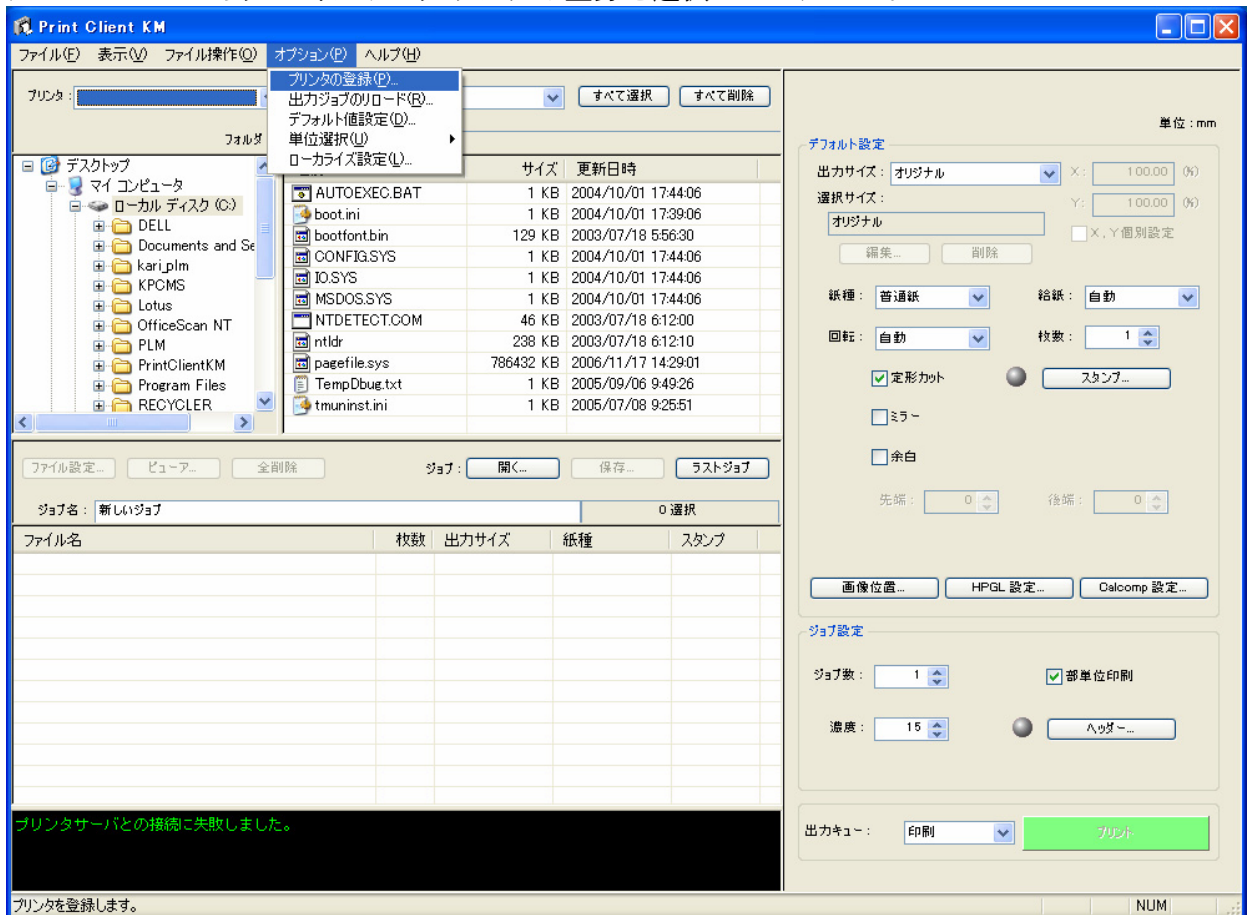 Print Client KM
ファイル(F) 表示(V) ファイル操作(O) オプション(P) ヘルプ(H)
プリンタの登録(P)...
出力ジョブのリロード(R)...
デフォルト値設定(D)...
単位選択(U)
ローカライズ設定(L)...
プリンタ :
すべて選択 すべて削除
フォルダ
単位 : mm
デスクトップ
マイ コンピュータ
ローカル ディスク (C:)
DELL
Documents and Se
kari_plm
KPCMS
Lotus
OfficeScan NT
PLM
PrintClientKM
Program Files
RECYCLER
サイズ 更新日時
AUTOEXEC.BAT 1 KB 2004/10/01 17:44:06
boot.ini 1 KB 2004/10/01 17:39:06
bootfont.bin 129 KB 2003/07/18 5:56:30
CONFIG.SYS 1 KB 2004/10/01 17:44:06
IO.SYS 1 KB 2004/10/01 17:44:06
MSDOS.SYS 1 KB 2004/10/01 17:44:06
NTDETECT.COM 46 KB 2003/07/18 6:12:00
ntldr 238 KB 2003/07/18 6:12:10
pagefile.sys 786432 KB 2006/11/17 14:29:01
TempDbug.txt 1 KB 2005/09/06 9:49:26
tmuninst.ini 1 KB 2005/07/08 9:25:51
ファイル設定... ビューア... 全削除 ジョブ : 開く... 保存... ラストジョブ
ジョブ名 : 新しいジョブ 0 選択
ファイル名 枚数 出力サイズ 紙種 スタンプ
プリンタサーバとの接続に失敗しました。
デフォルト設定
出力サイズ : オリジナル X : 100.00 (%)
選択サイズ : Y : 100.00 (%)
オリジナル
X , Y 個別設定
編集... 削除
紙種 : 普通紙 給紙 : 自動
回転 : 自動 枚数 : 1
定形カット スタンプ...
ミラー
余白
先端 : 0 後端 : 0
画像位置... HPGL 設定... Calcomp 設定...
ジョブ設定
ジョブ数 : 1 部単位印刷
濃度 : 15 ヘッダー...
出力キュー : 印刷 プリント
プリンタを登録します。 NUM